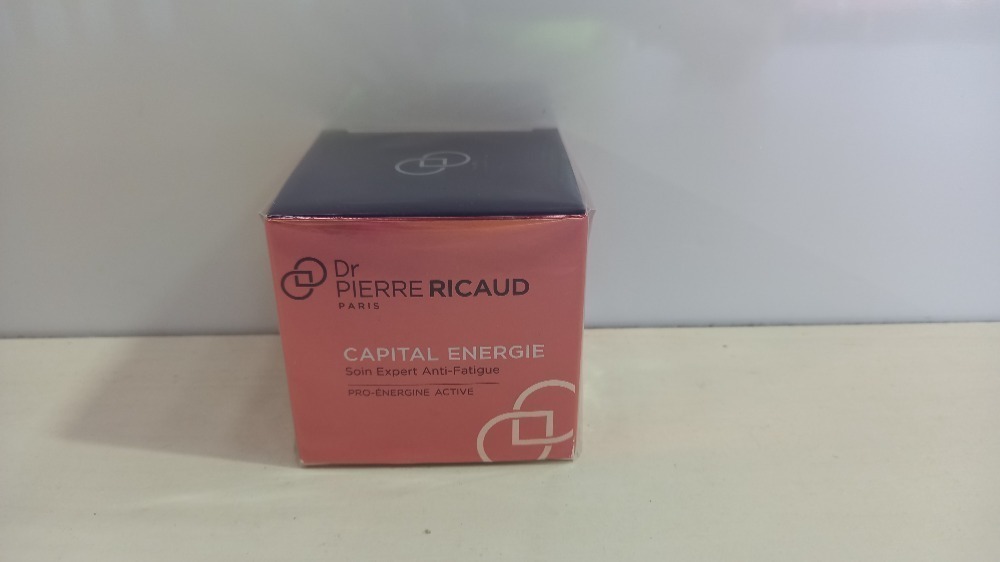 Dr
PIERRE RICAUD
PARIS
CAPITAL ENERGIE
Soin Expert Anti-Fatigue
PRO-ÉNERGINE ACTIVE